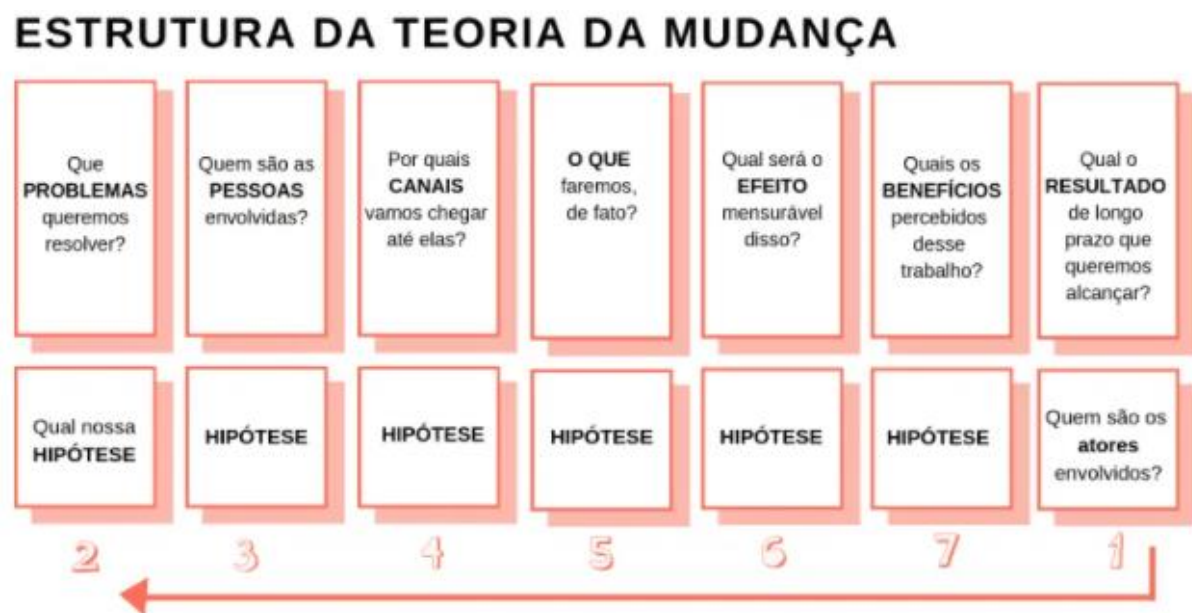 ESTRUTURA DA TEORIA DA MUDANÇA
Que
PROBLEMAS
queremos
resolver?
Quem são as
PESSOAS
envolvidas?
Por quais
CANAIS
vamos chegar
até elas?
O QUE
faremos,
de fato?
Qual será o
EFEITO
mensurável
disso?
Quais os
BENEFÍCIOS
percebidos
desse
trabalho?
Qual o
RESULTADO
de longo
prazo que
queremos
alcançar?
Qual nossa
HIPÓTESE
HIPÓTESE
HIPÓTESE
HIPÓTESE
HIPÓTESE
HIPÓTESE
Quem são os
atores
envolvidos?
2
3
4
5
6
7
1